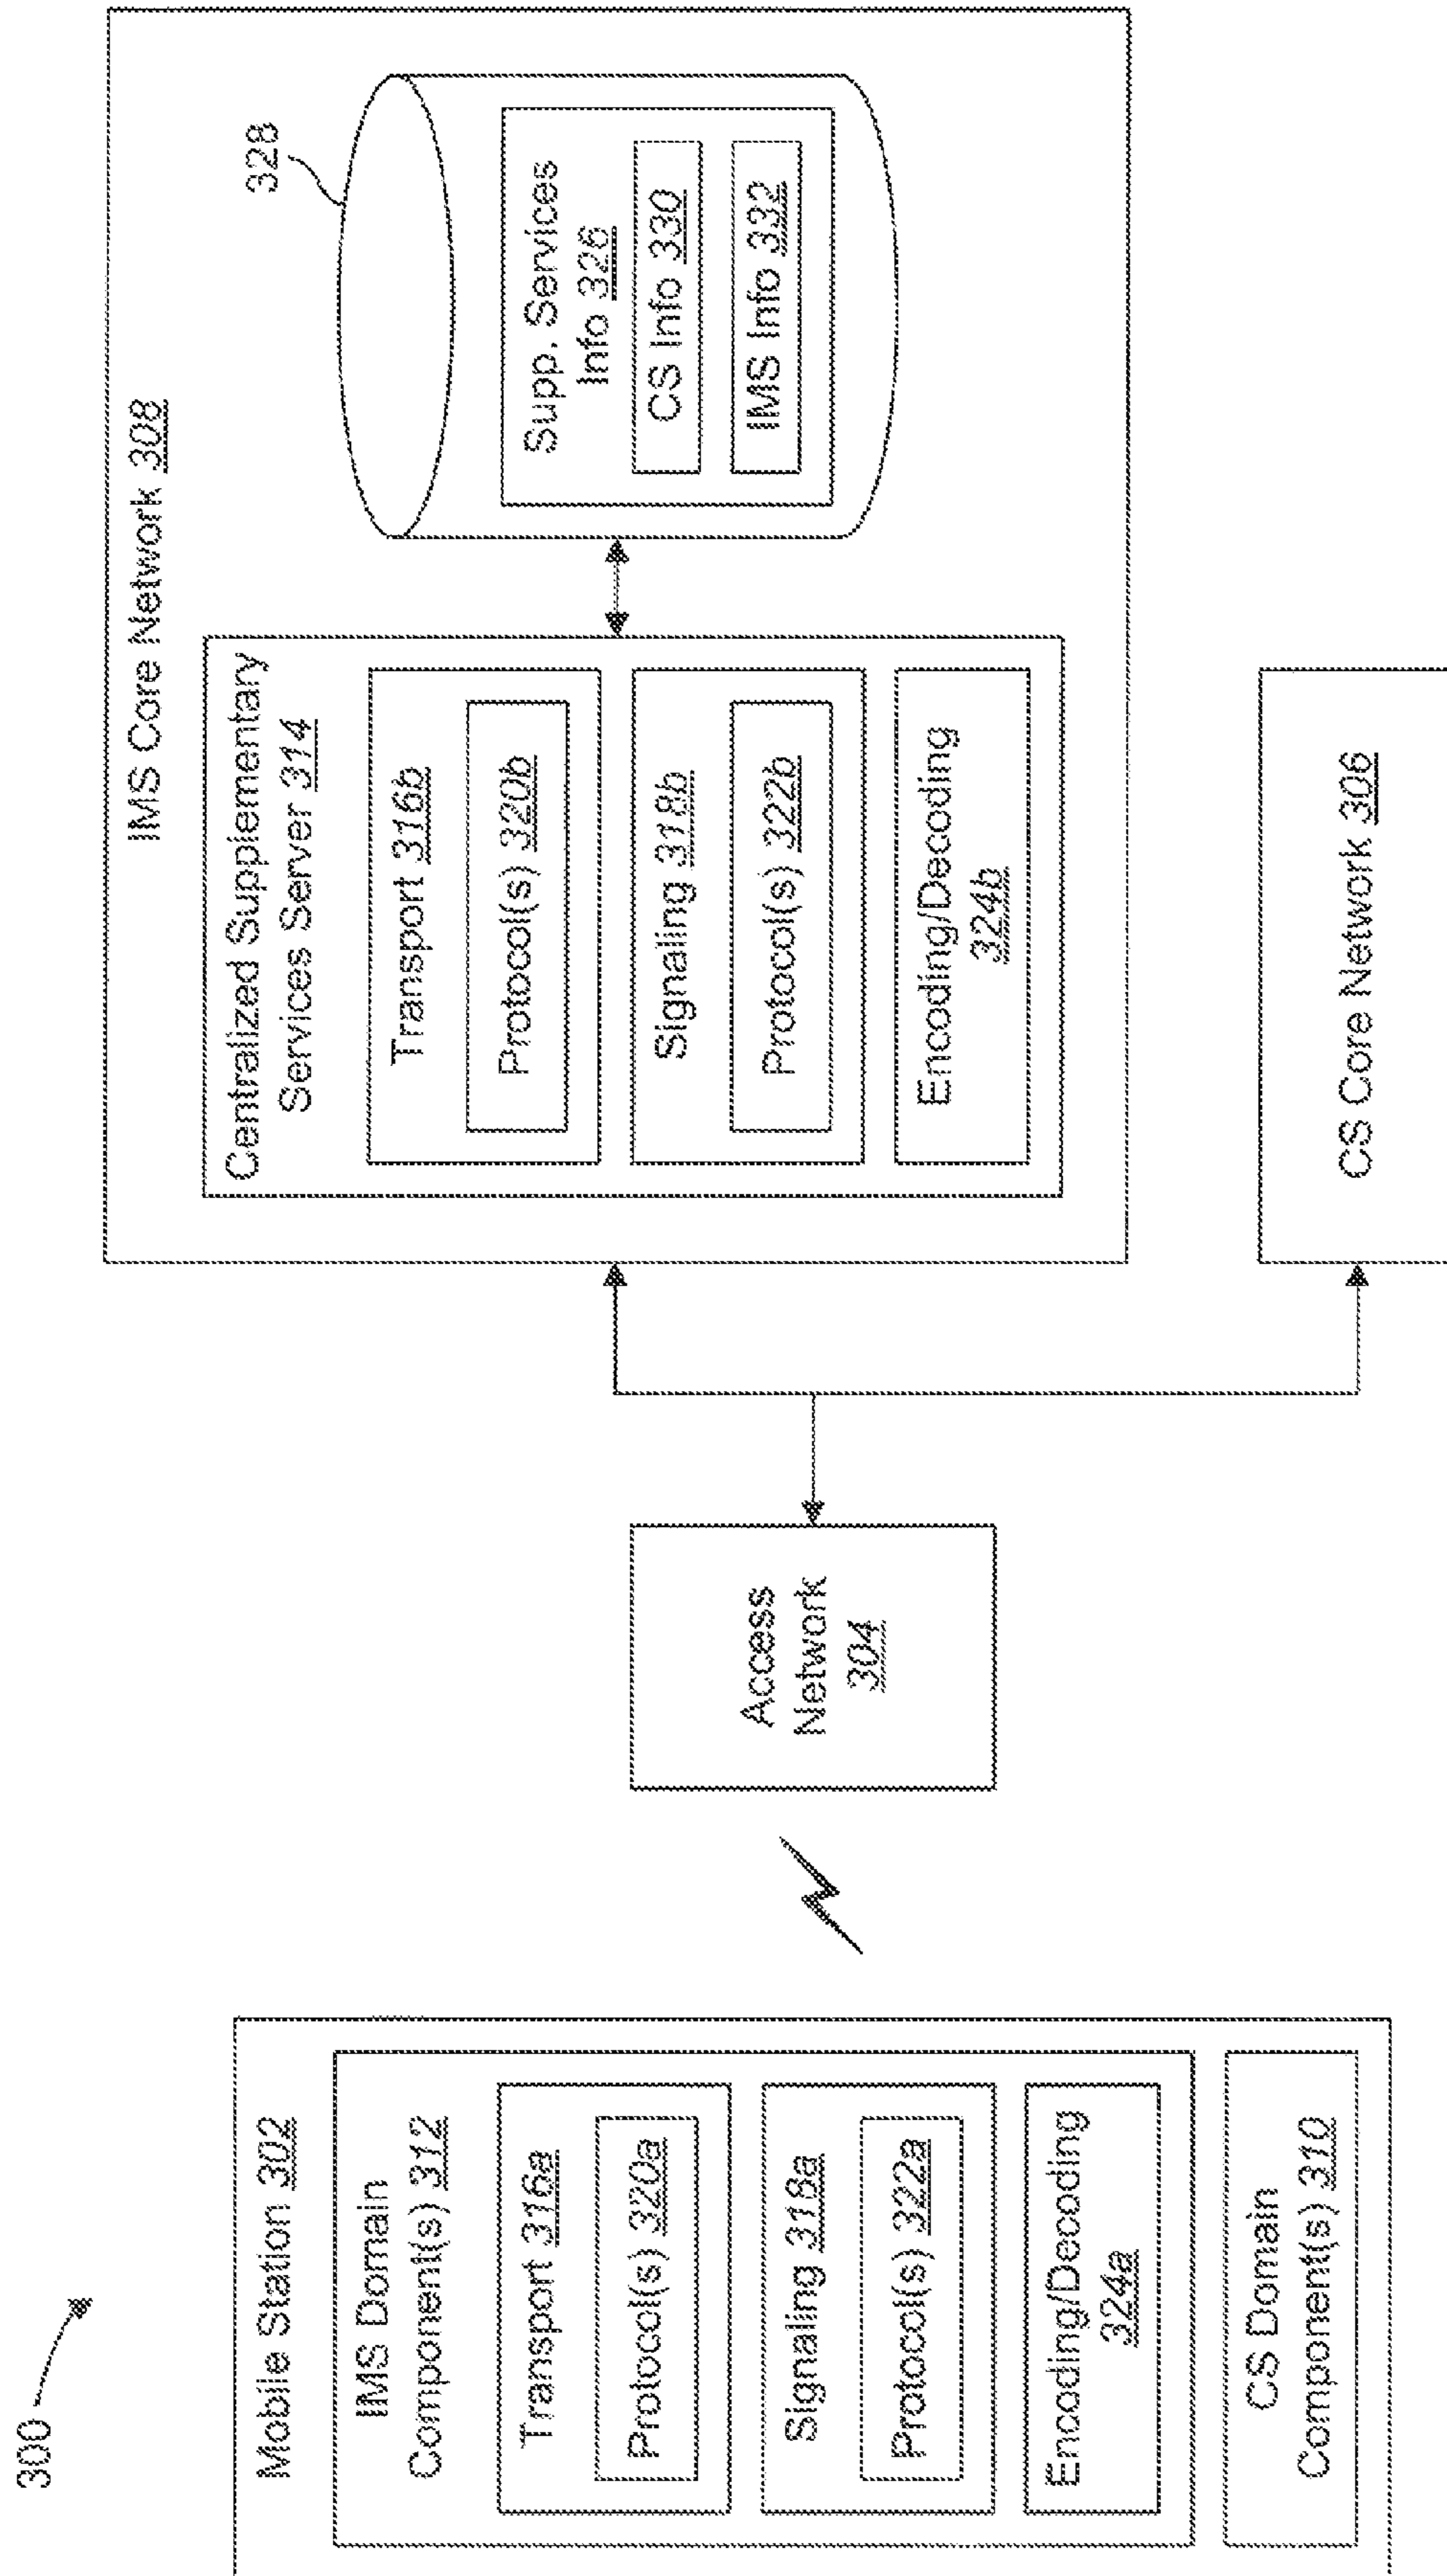 300
Mobile Station 302
IMS Domain
Component(s) 312
Transport 316a
Protocol(s) 320a
Signaling 318a
Protocol(s) 322a
Encoding/Decoding
324a
CS Domain
Component(s) 310
Access
Network
304
IMS Core Network 308
Centralized Supplementary
Services Server 314
Transport 316b
Protocol(s) 320b
Signaling 318b
Protocol(s) 322b
Encoding/Decoding
324b
328
Supp. Services
Info 326
CS Info 330
IMS Info 332
CS Core Network 306